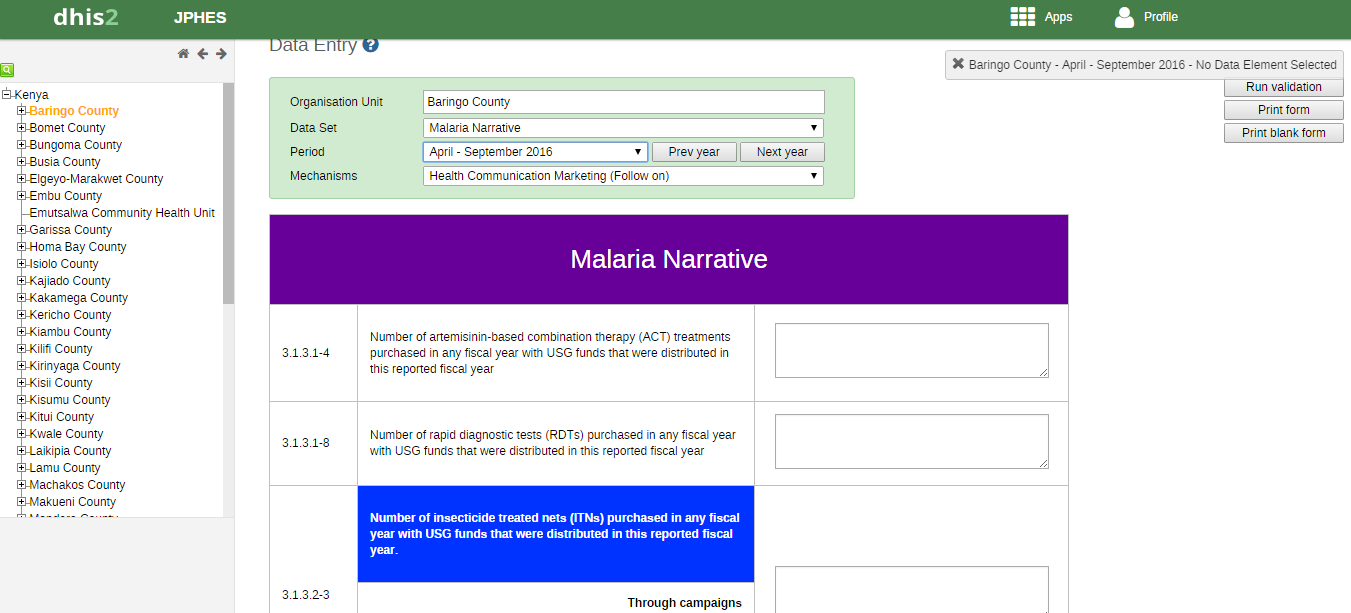 dhis2
JPHES
Apps
Profile
Data Entry ?
Baringo County - April - September 2016 - No Data Element Selected
Run validation
Print form
Print blank form
Kenya
Baringo County
Bomet County
Bungoma County
Busia County
Elgeyo-Marakwet County
Embu County
Emutsalwa Community Health Unit
Garissa County
Homa Bay County
Isiolo County
Kajiado County
Kakamega County
Kericho County
Kiambu County
Kilifi County
Kirinyaga County
Kisii County
Kisumu County
Kitui County
Kwale County
Laikipia County
Lamu County
Machakos County
Makueni County
Organisation Unit
Baringo County
Data Set
Malaria Narrative
Period
April - September 2016
Prev year
Next year
Mechanisms
Health Communication Marketing (Follow on)
Malaria Narrative
3.1.3.1-4
Number of artemisinin-based combination therapy (ACT) treatments
purchased in any fiscal year with USG funds that were distributed in
this reported fiscal year
3.1.3.1-8
Number of rapid diagnostic tests (RDTs) purchased in any fiscal year
with USG funds that were distributed in this reported fiscal year
Number of insecticide treated nets (ITNs) purchased in any fiscal
year with USG funds that were distributed in this reported fiscal
year.
3.1.3.2-3
Through campaigns